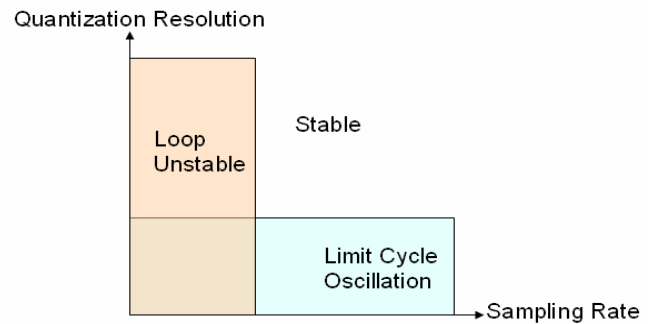 Quantization Resolution
Stable
Loop
Unstable
Limit Cycle
Oscillation
Sampling Rate